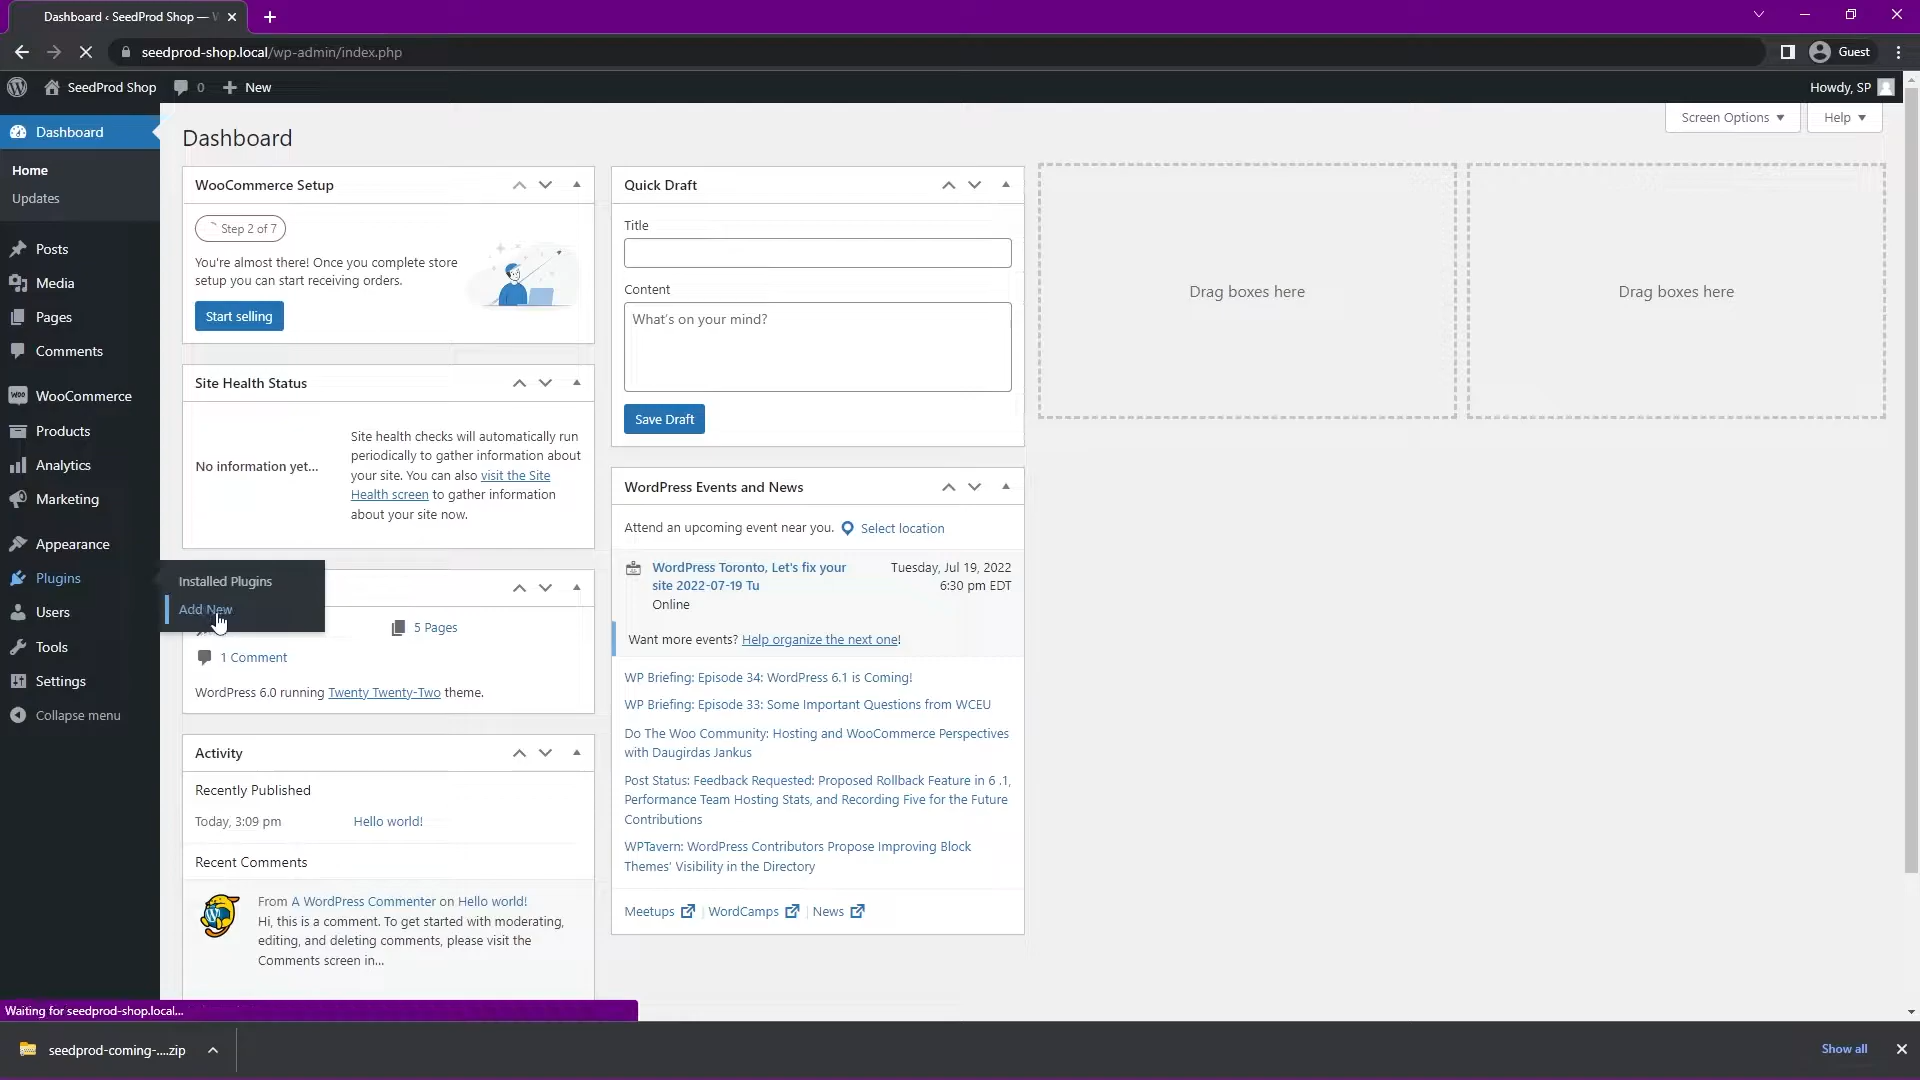 Dashboard ‹ SeedProd Shop — W
seedprod-shop.local/wp-admin/index.php
Guest
SeedProd Shop
0
New
Howdy, SP
Dashboard
Home
Updates
Posts
Media
Pages
Comments
WooCommerce
Products
Analytics
Marketing
Appearance
Plugins
Users
Tools
Settings
Collapse menu
Installed Plugins
Add New
Screen Options
Help
Dashboard
WooCommerce Setup
Step 2 of 7
You're almost there! Once you complete store
setup you can start receiving orders.
Start selling
Site Health Status
No information yet...
Site health checks will automatically run
periodically to gather information about
your site. You can also visit the Site
Health screen to gather information
about your site now.
5 Pages
1 Comment
WordPress 6.0 running Twenty Twenty-Two theme.
Activity
Recently Published
Today, 3:09 pm
Hello world!
Recent Comments
From A WordPress Commenter on Hello world!
Hi, this is a comment. To get started with moderating,
editing, and deleting comments, please visit the
Comments screen in...
Quick Draft
Title
Content
What's on your mind?
Save Draft
WordPress Events and News
Attend an upcoming event near you.
Select location
WordPress Toronto, Let's fix your
site 2022-07-19 Tu
Online
Tuesday, Jul 19, 2022
6:30 pm EDT
Want more events? Help organize the next one!
WP Briefing: Episode 34: WordPress 6.1 is Coming!
WP Briefing: Episode 33: Some Important Questions from WCEU
Do The Woo Community: Hosting and WooCommerce Perspectives
with Daugirdas Jankus
Post Status: Feedback Requested: Proposed Rollback Feature in 6 .1,
Performance Team Hosting Stats, and Recording Five for the Future
Contributions
WPTavern: WordPress Contributors Propose Improving Block
Themes' Visibility in the Directory
Meetups | WordCamps | News
Drag boxes here
Drag boxes here
Waiting for seedprod-shop.local...
seedprod-coming-....zip
Show all